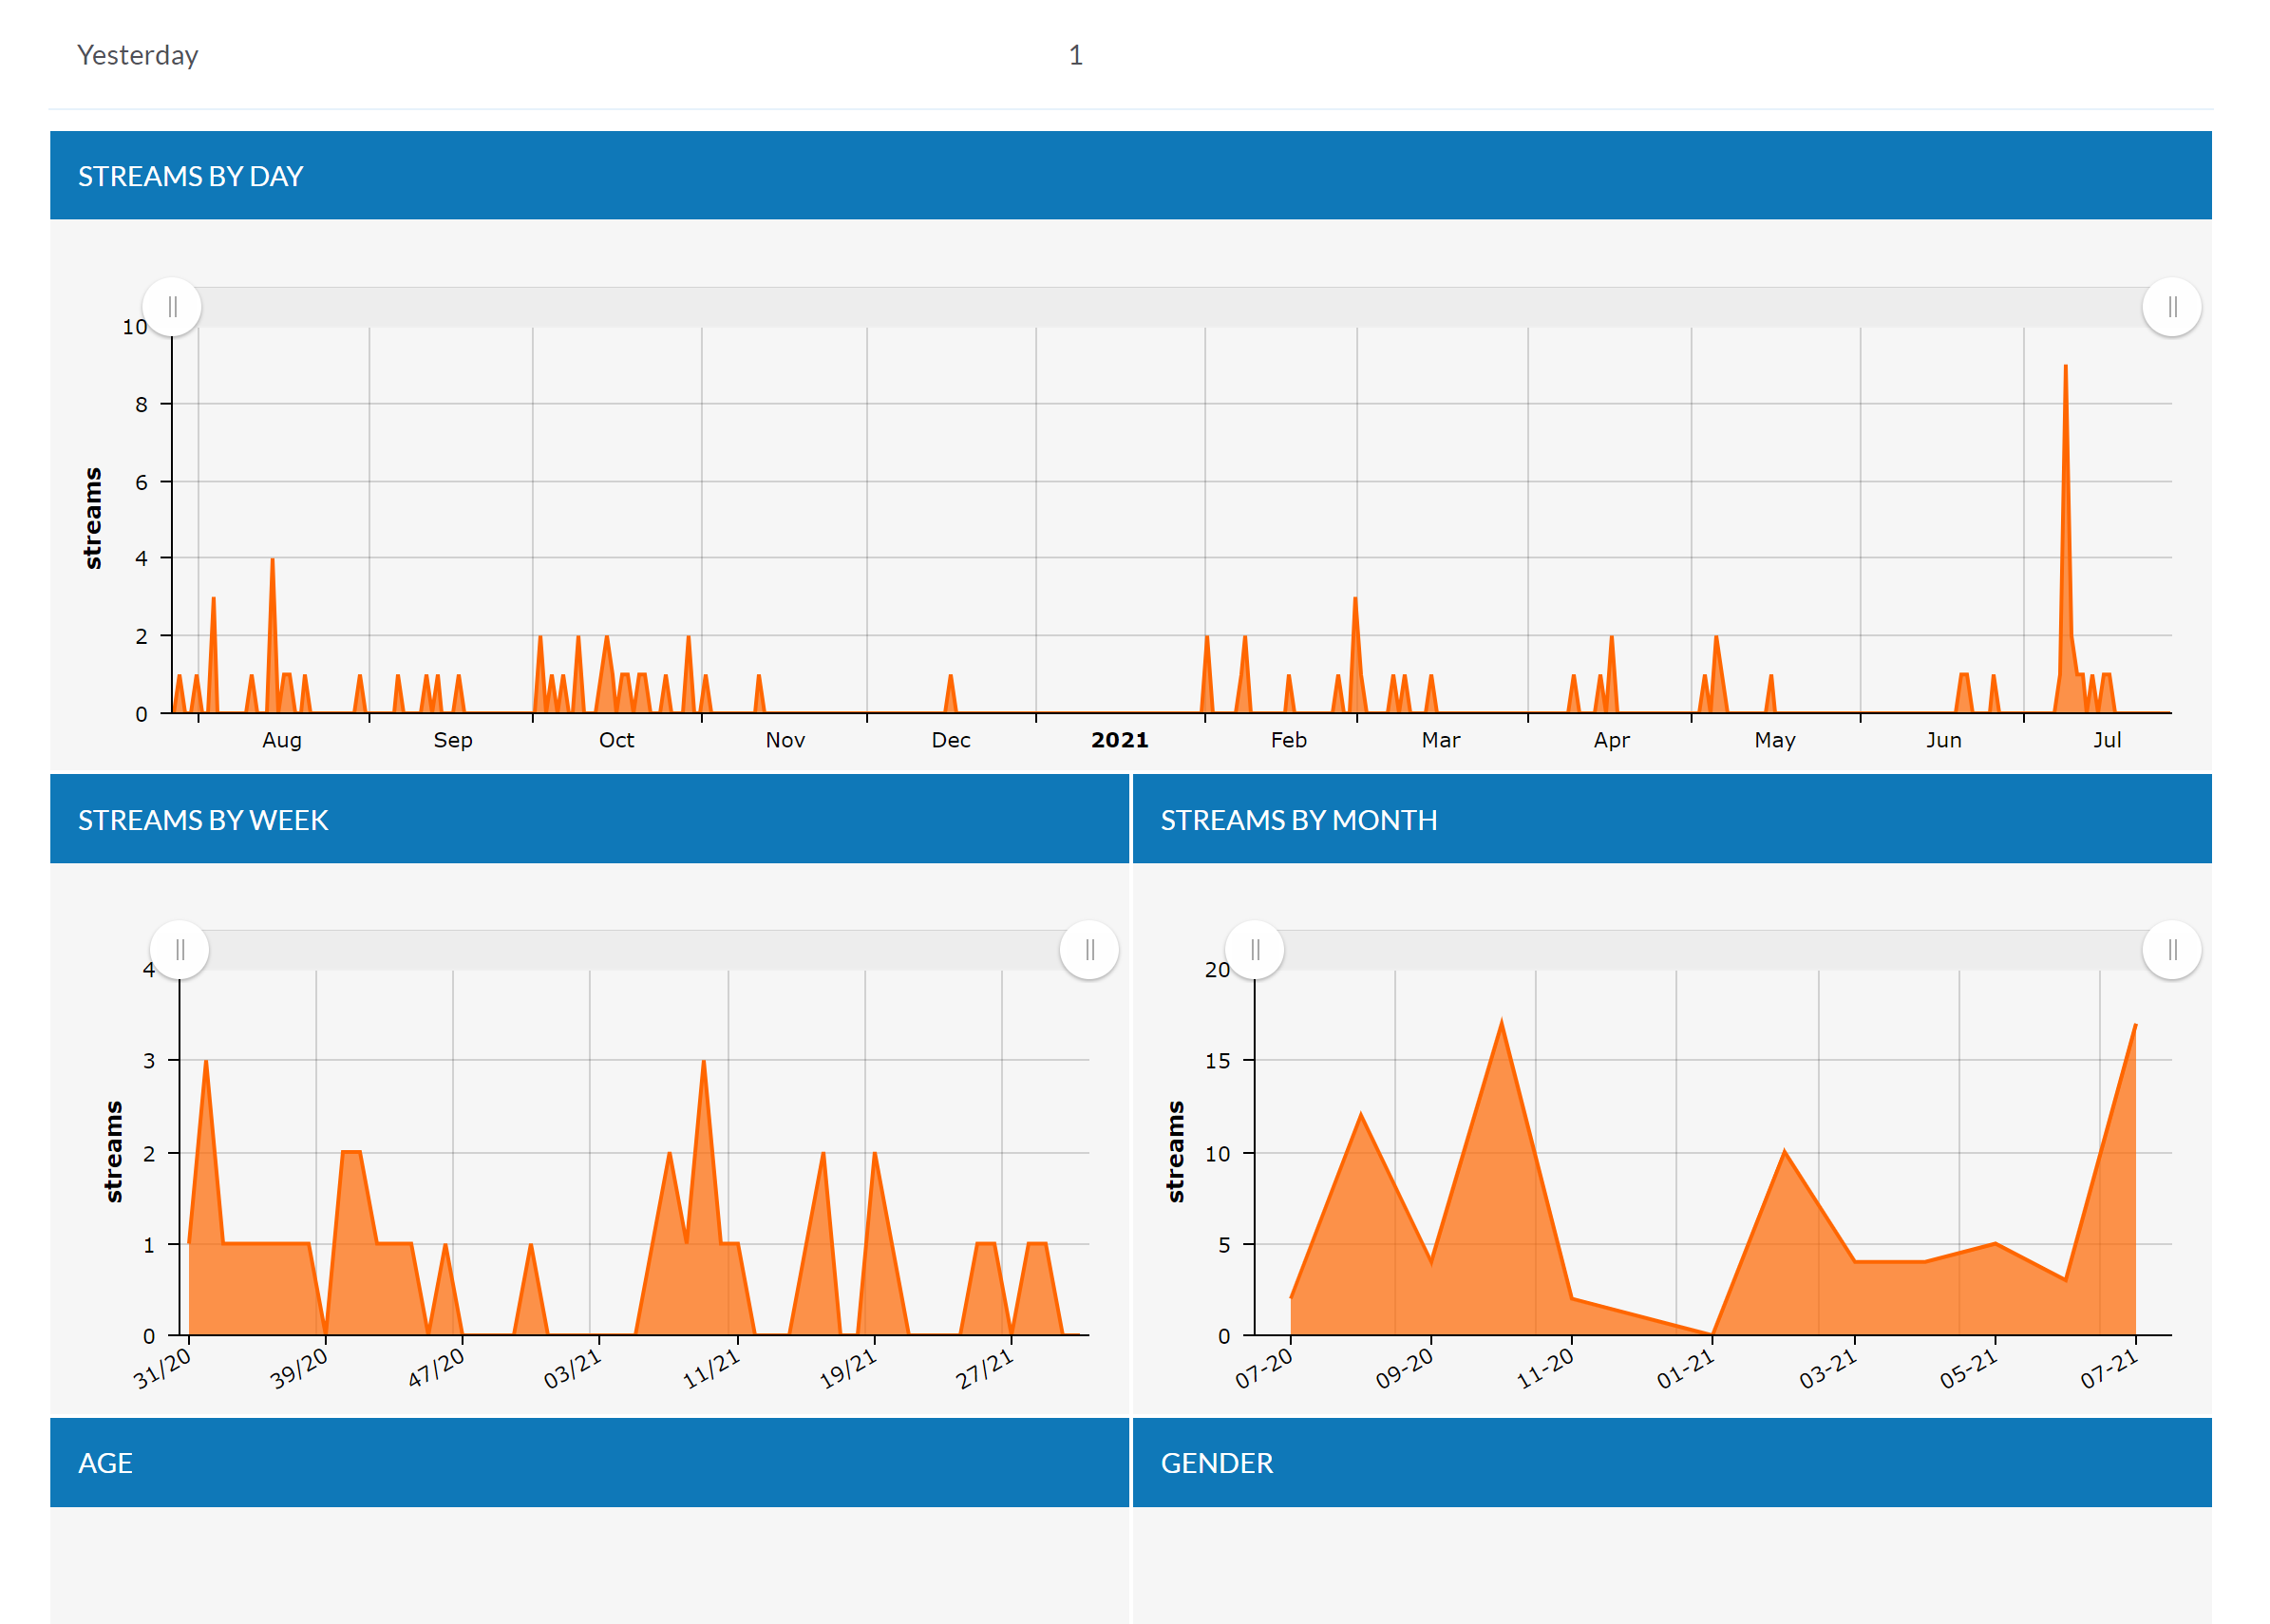 Yesterday 1
STREAMS BY DAY
10
8
6
4
2
0
streams
Aug Sep Oct Nov Dec 2021 Feb Mar Apr May Jun Jul
STREAMS BY WEEK
4
3
2
1
0
streams
31/20 39/20 47/20 03/21 11/21 19/21 27/21
STREAMS BY MONTH
20
15
10
5
0
streams
07-20 09-20 11-20 01-21 03-21 05-21 07-21
AGE
GENDER